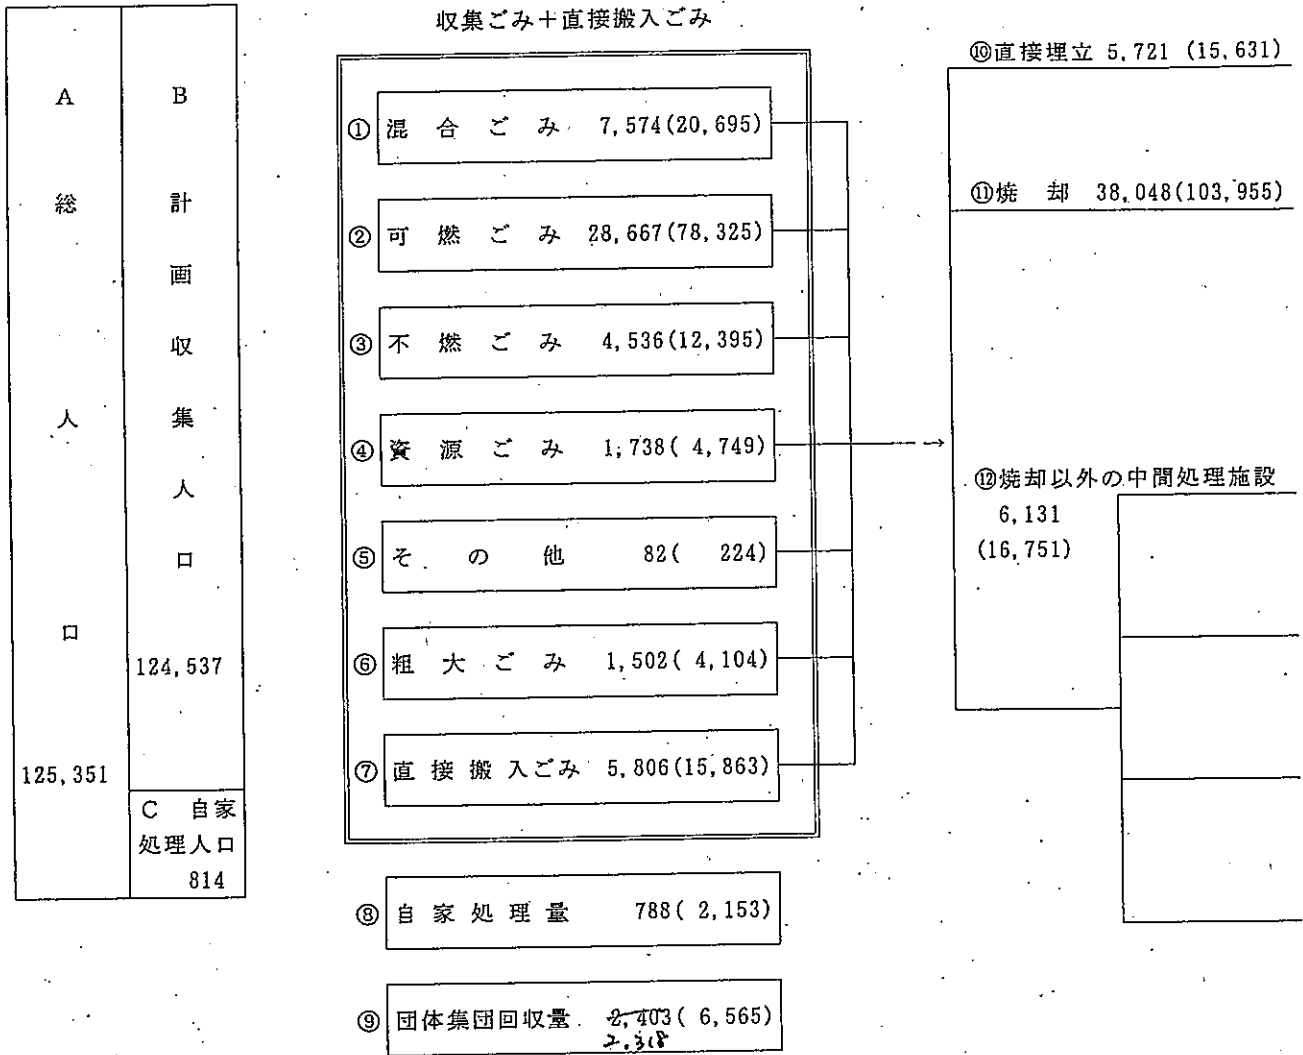 収集ごみ＋直接搬入ごみ
A 総人口
125,351
B 計画収集人口
124,537
C 自家
処理人口
814
① 混合ごみ 7,574(20,695)
② 可燃ごみ 28,667(78,325)
③ 不燃ごみ 4,536(12,395)
④ 資源ごみ 1,738( 4,749)
⑤ その他 82( 224)
⑥ 粗大ごみ 1,502( 4,104)
⑦ 直接搬入ごみ 5,806(15,863)
⑧ 自家処理量 788( 2,153)
⑨ 団体集団回収量 2,403( 6,565)
2,318
⑩直接埋立 5,721 (15,631)
⑪焼却 38,048(103,955)
⑫焼却以外の中間処理施設
6,131
(16,751)